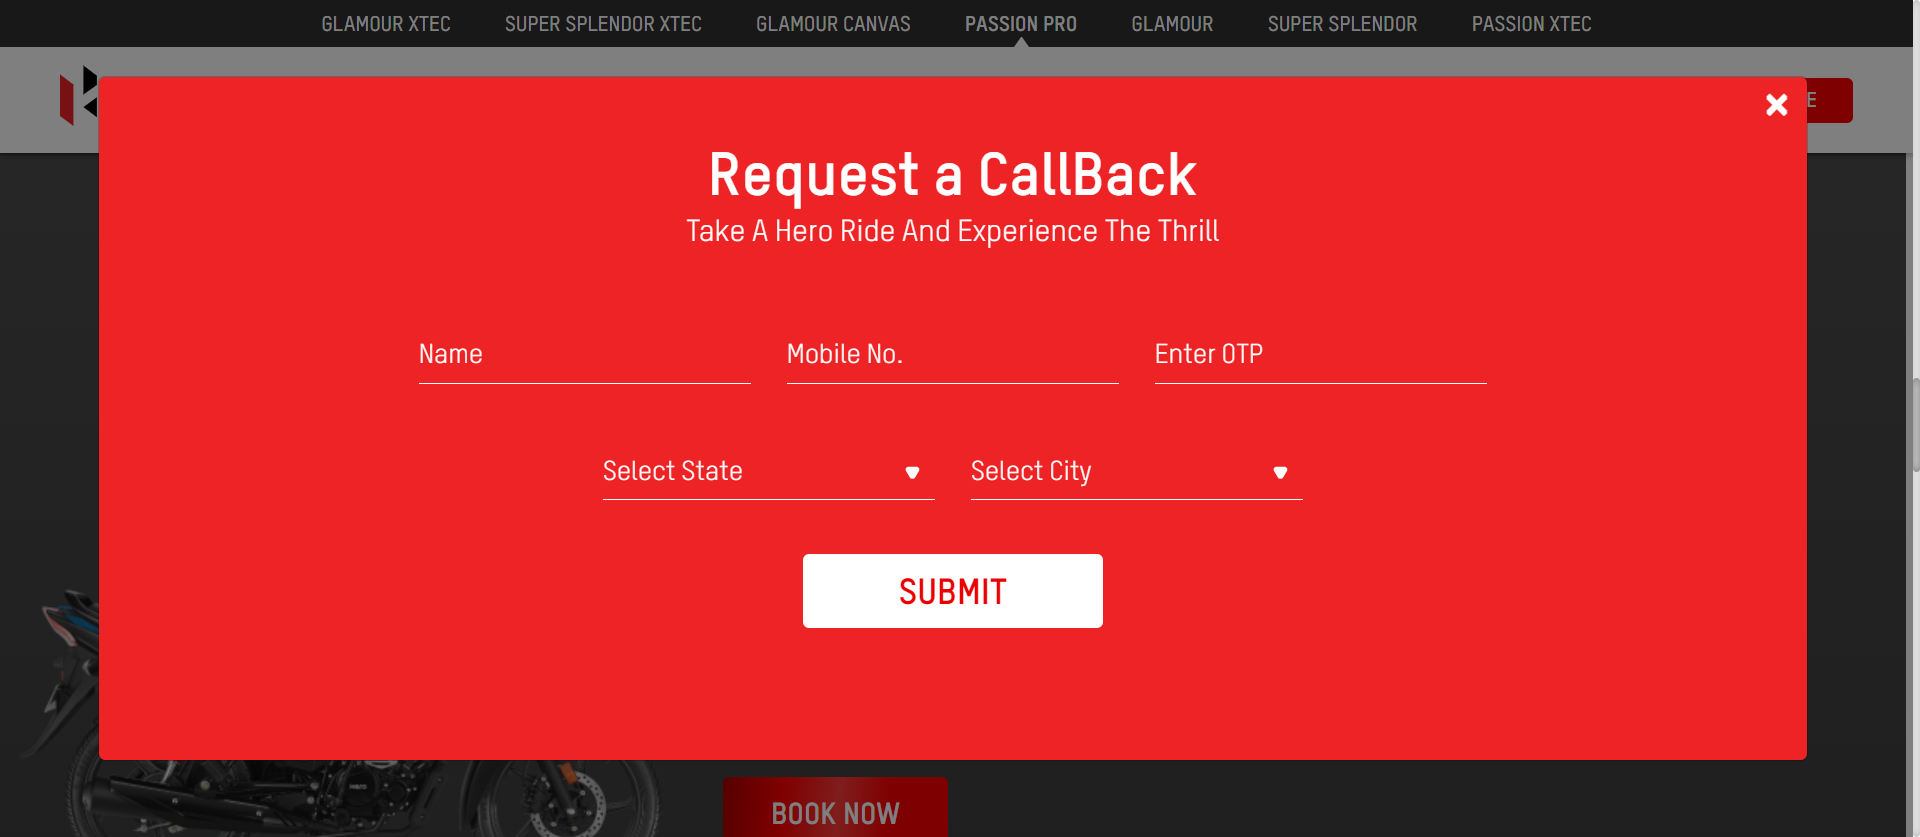 GLAMOUR XTEC SUPER SPLENDOR XTEC GLAMOUR CANVAS PASSION PRO GLAMOUR SUPER SPLENDOR PASSION XTEC
E
Request a CallBack
Take A Hero Ride And Experience The Thrill
Name Mobile No. Enter OTP
Select State Select City
SUBMIT
BOOK NOW